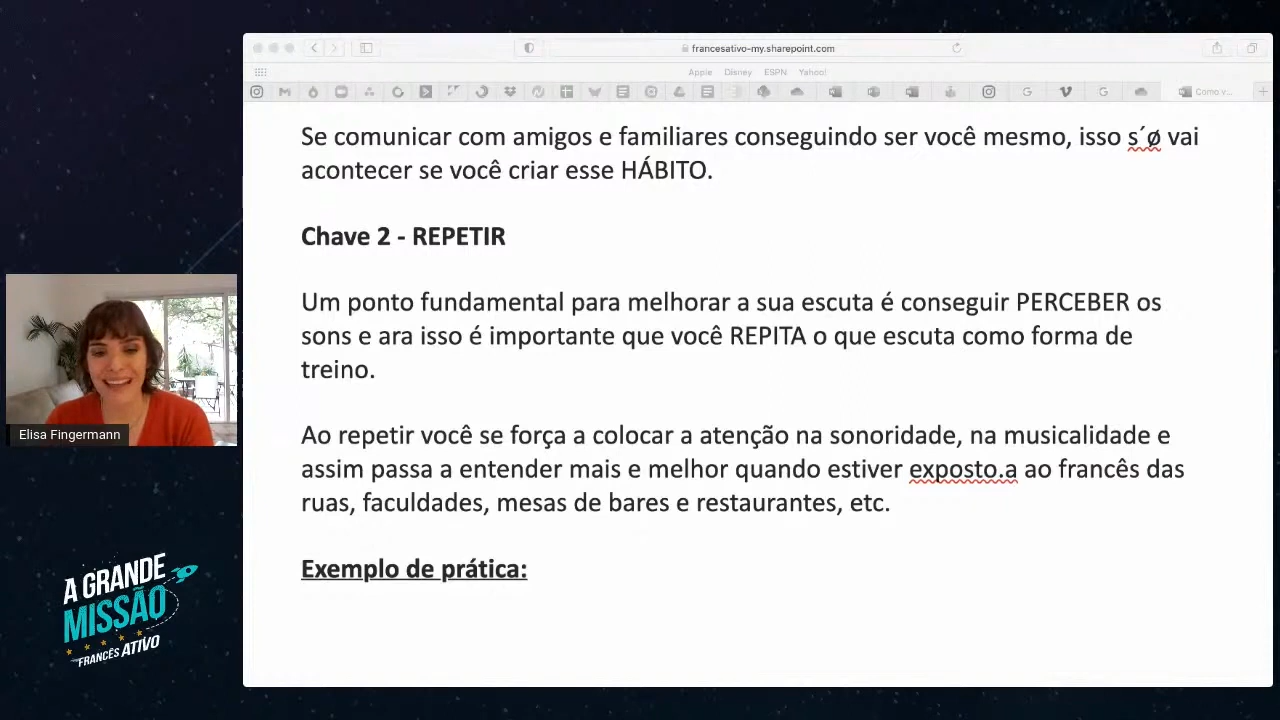 francesativo-my.sharepoint.com
Apple Disney ESPN Yahoo!
Como v...
Se comunicar com amigos e familiares conseguindo ser você mesmo, isso s´ø vai
acontecer se você criar esse HÁBITO.
Chave 2 - REPETIR
Um ponto fundamental para melhorar a sua escuta é conseguir PERCEBER os
sons e ara isso é importante que você REPITA o que escuta como forma de
treino.
Ao repetir você se força a colocar a atenção na sonoridade, na musicalidade e
assim passa a entender mais e melhor quando estiver exposto.a ao francês das
ruas, faculdades, mesas de bares e restaurantes, etc.
Exemplo de prática:
Elisa Fingermann
A GRANDE
MISSÃO
FRANCÊS ATIVO